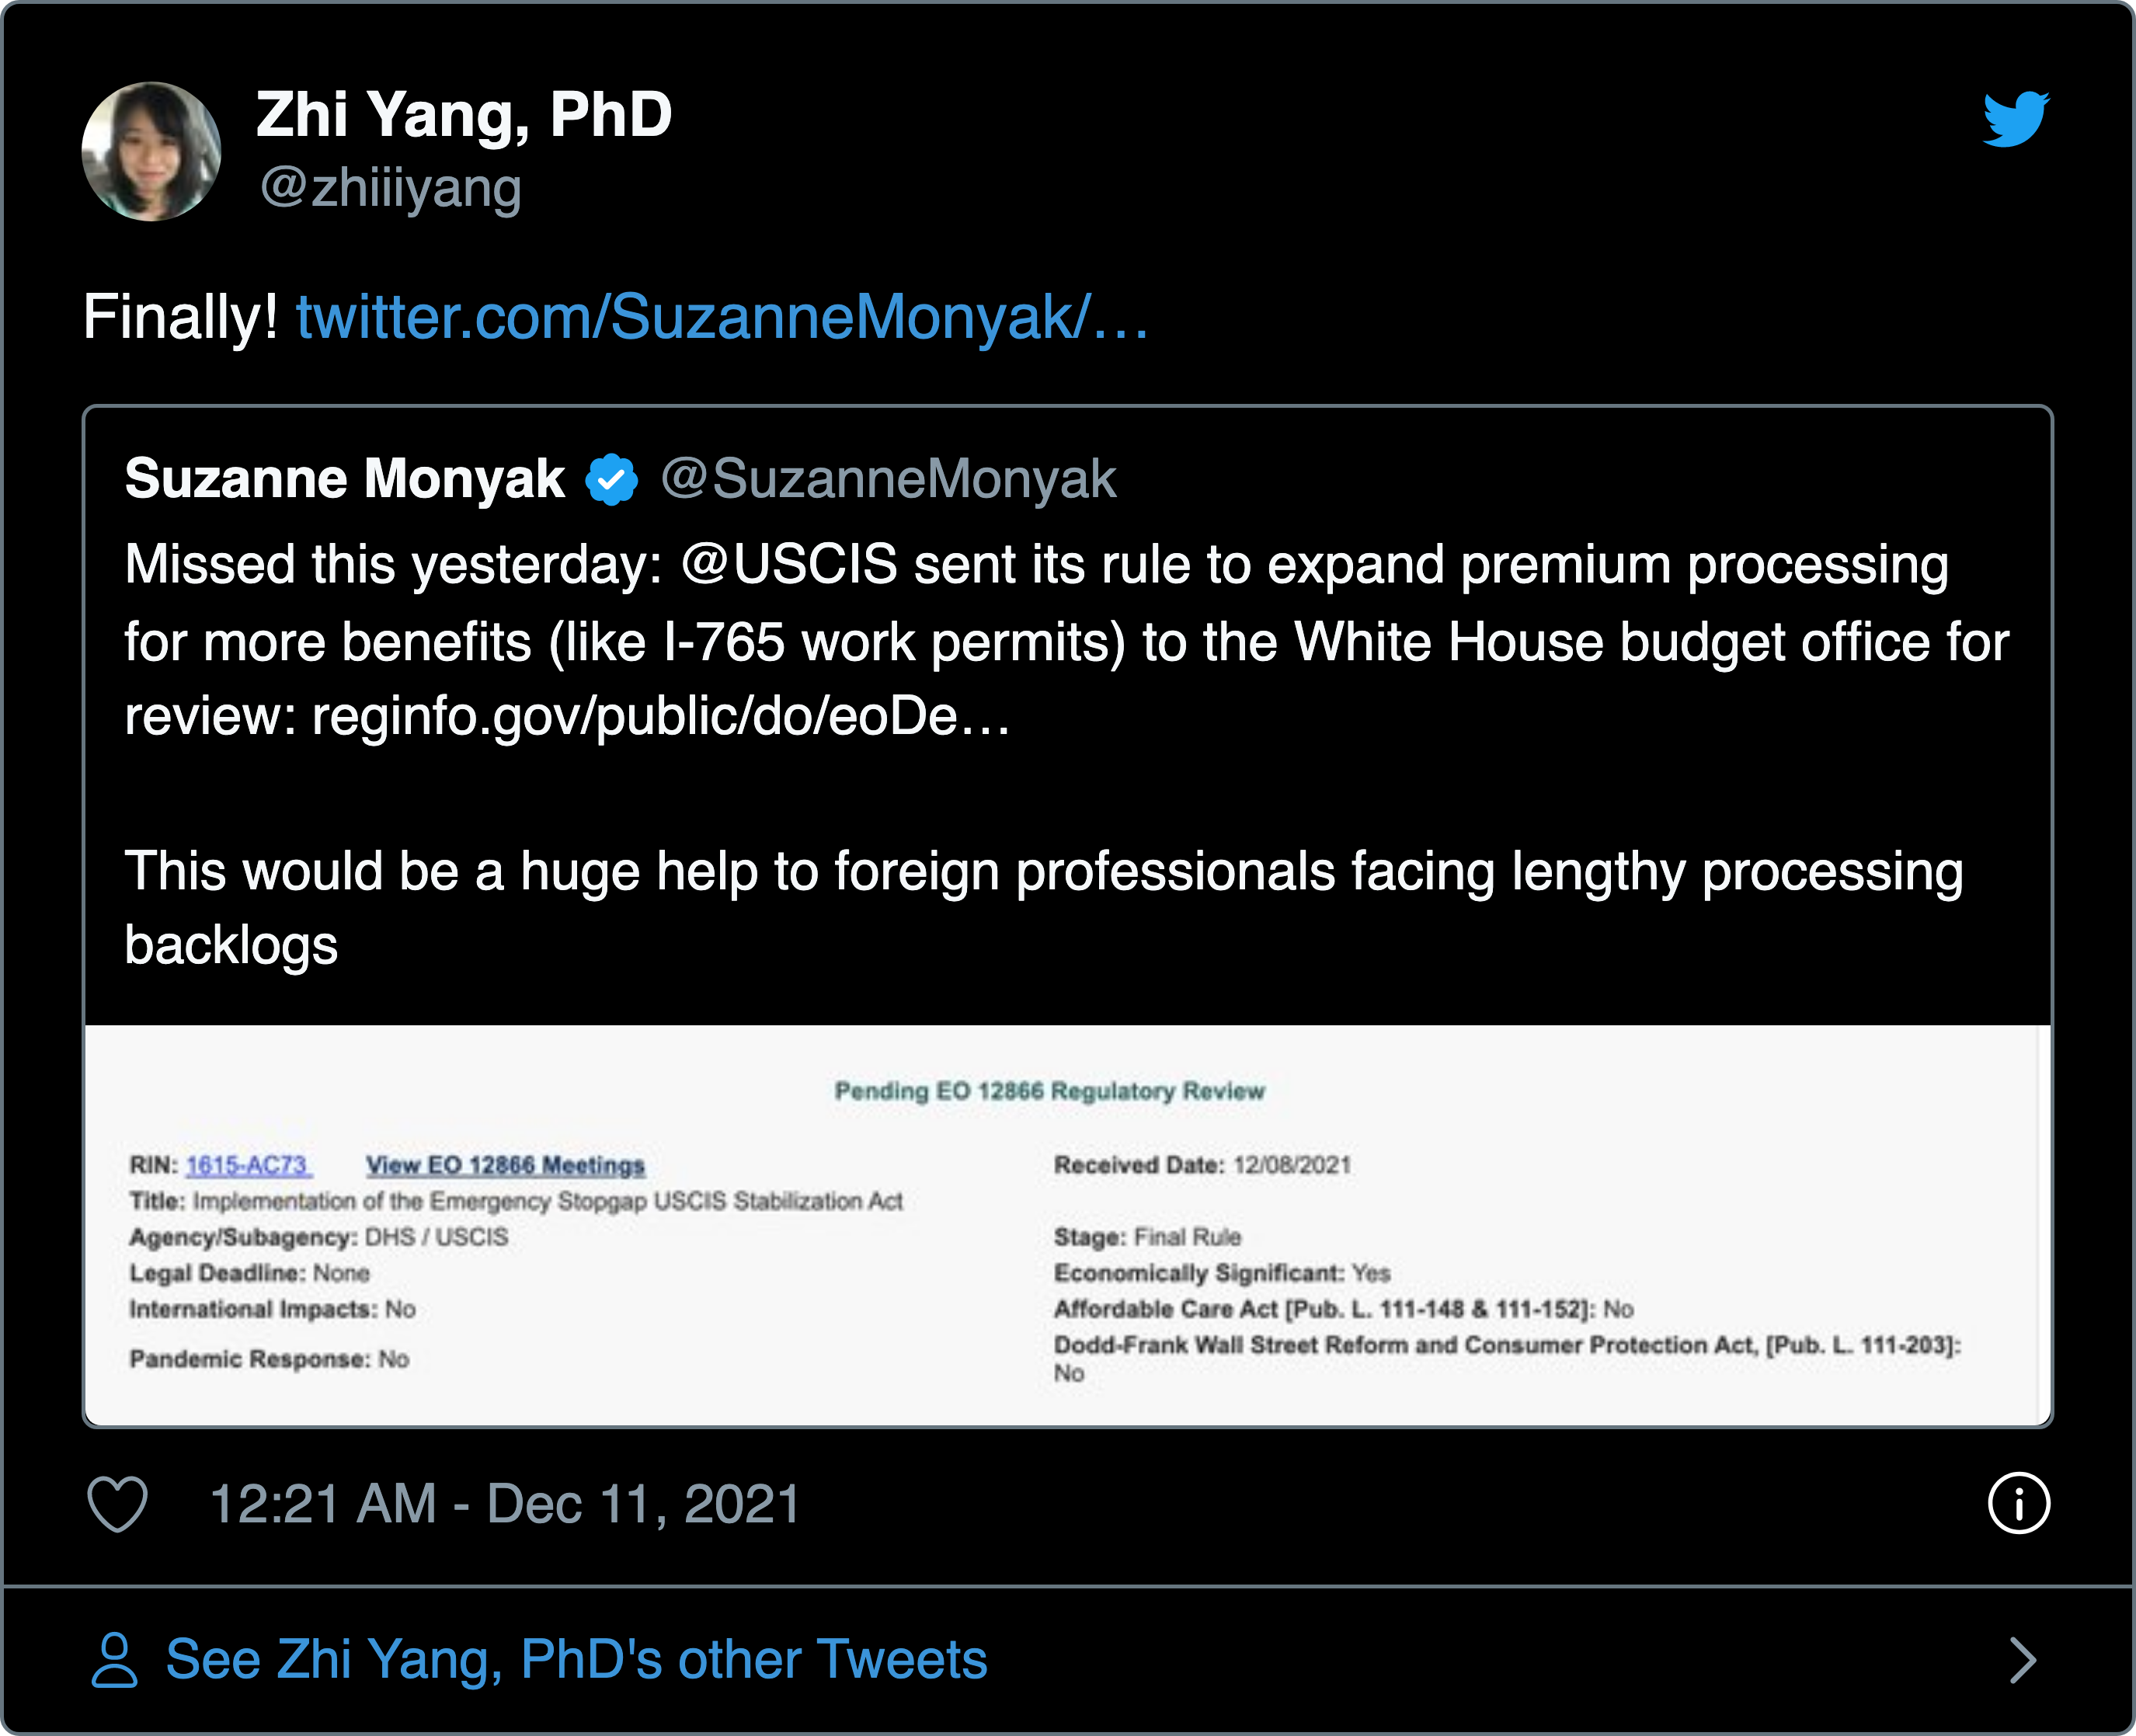 Zhi Yang, PhD
@zhiiiyang
Finally! twitter.com/SuzanneMonyak/…
Suzanne Monyak @SuzanneMonyak
Missed this yesterday: @USCIS sent its rule to expand premium processing
for more benefits (like I-765 work permits) to the White House budget office for
review: reginfo.gov/public/do/eoDe…
This would be a huge help to foreign professionals facing lengthy processing
backlogs
Pending EO 12866 Regulatory Review
RIN: 1615-AC73 View EO 12866 Meetings Received Date: 12/08/2021
Title: Implementation of the Emergency Stopgap USCIS Stabilization Act
Agency/Subagency: DHS / USCIS Stage: Final Rule
Legal Deadline: None Economically Significant: Yes
International Impacts: No Affordable Care Act [Pub. L. 111-148 & 111-152]: No
Pandemic Response: No Dodd-Frank Wall Street Reform and Consumer Protection Act, [Pub. L. 111-203]:
No
12:21 AM - Dec 11, 2021
See Zhi Yang, PhD's other Tweets